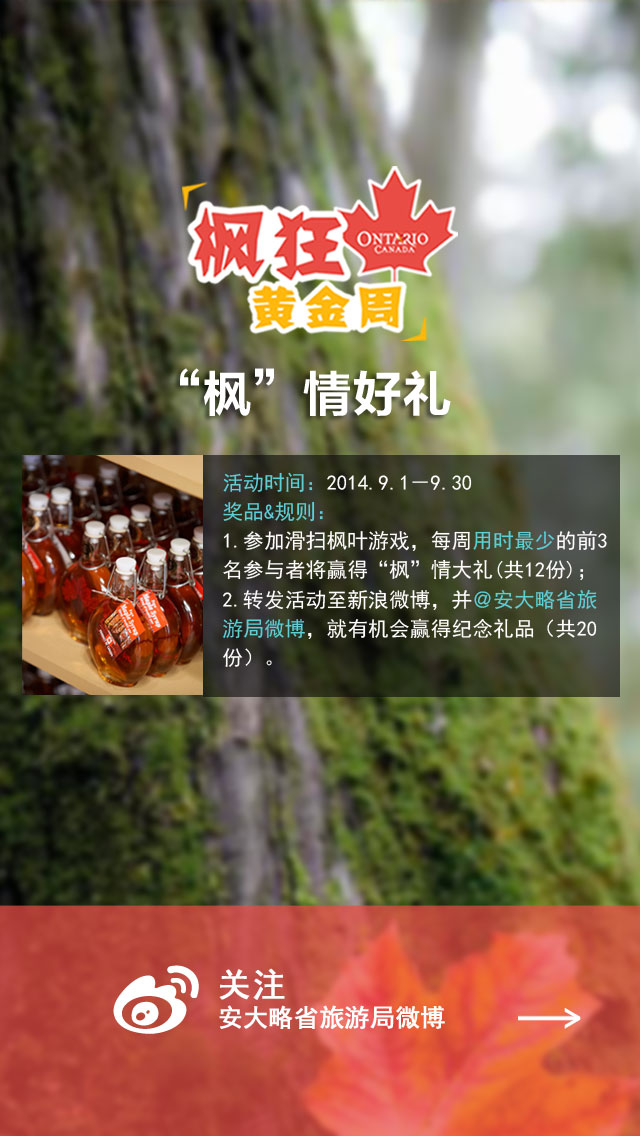 枫狂
ONTARIO
CANADA
黄金周
“枫”情好礼
活动时间：2014.9.1—9.30
奖品&规则：
1.参加滑扫枫叶游戏，每周用时最少的前3
名参与者将赢得“枫”情大礼(共12份)；
2.转发活动至新浪微博，并@安大略省旅
游局微博，就有机会赢得纪念礼品（共20
份）。
关注
安大略省旅游局微博